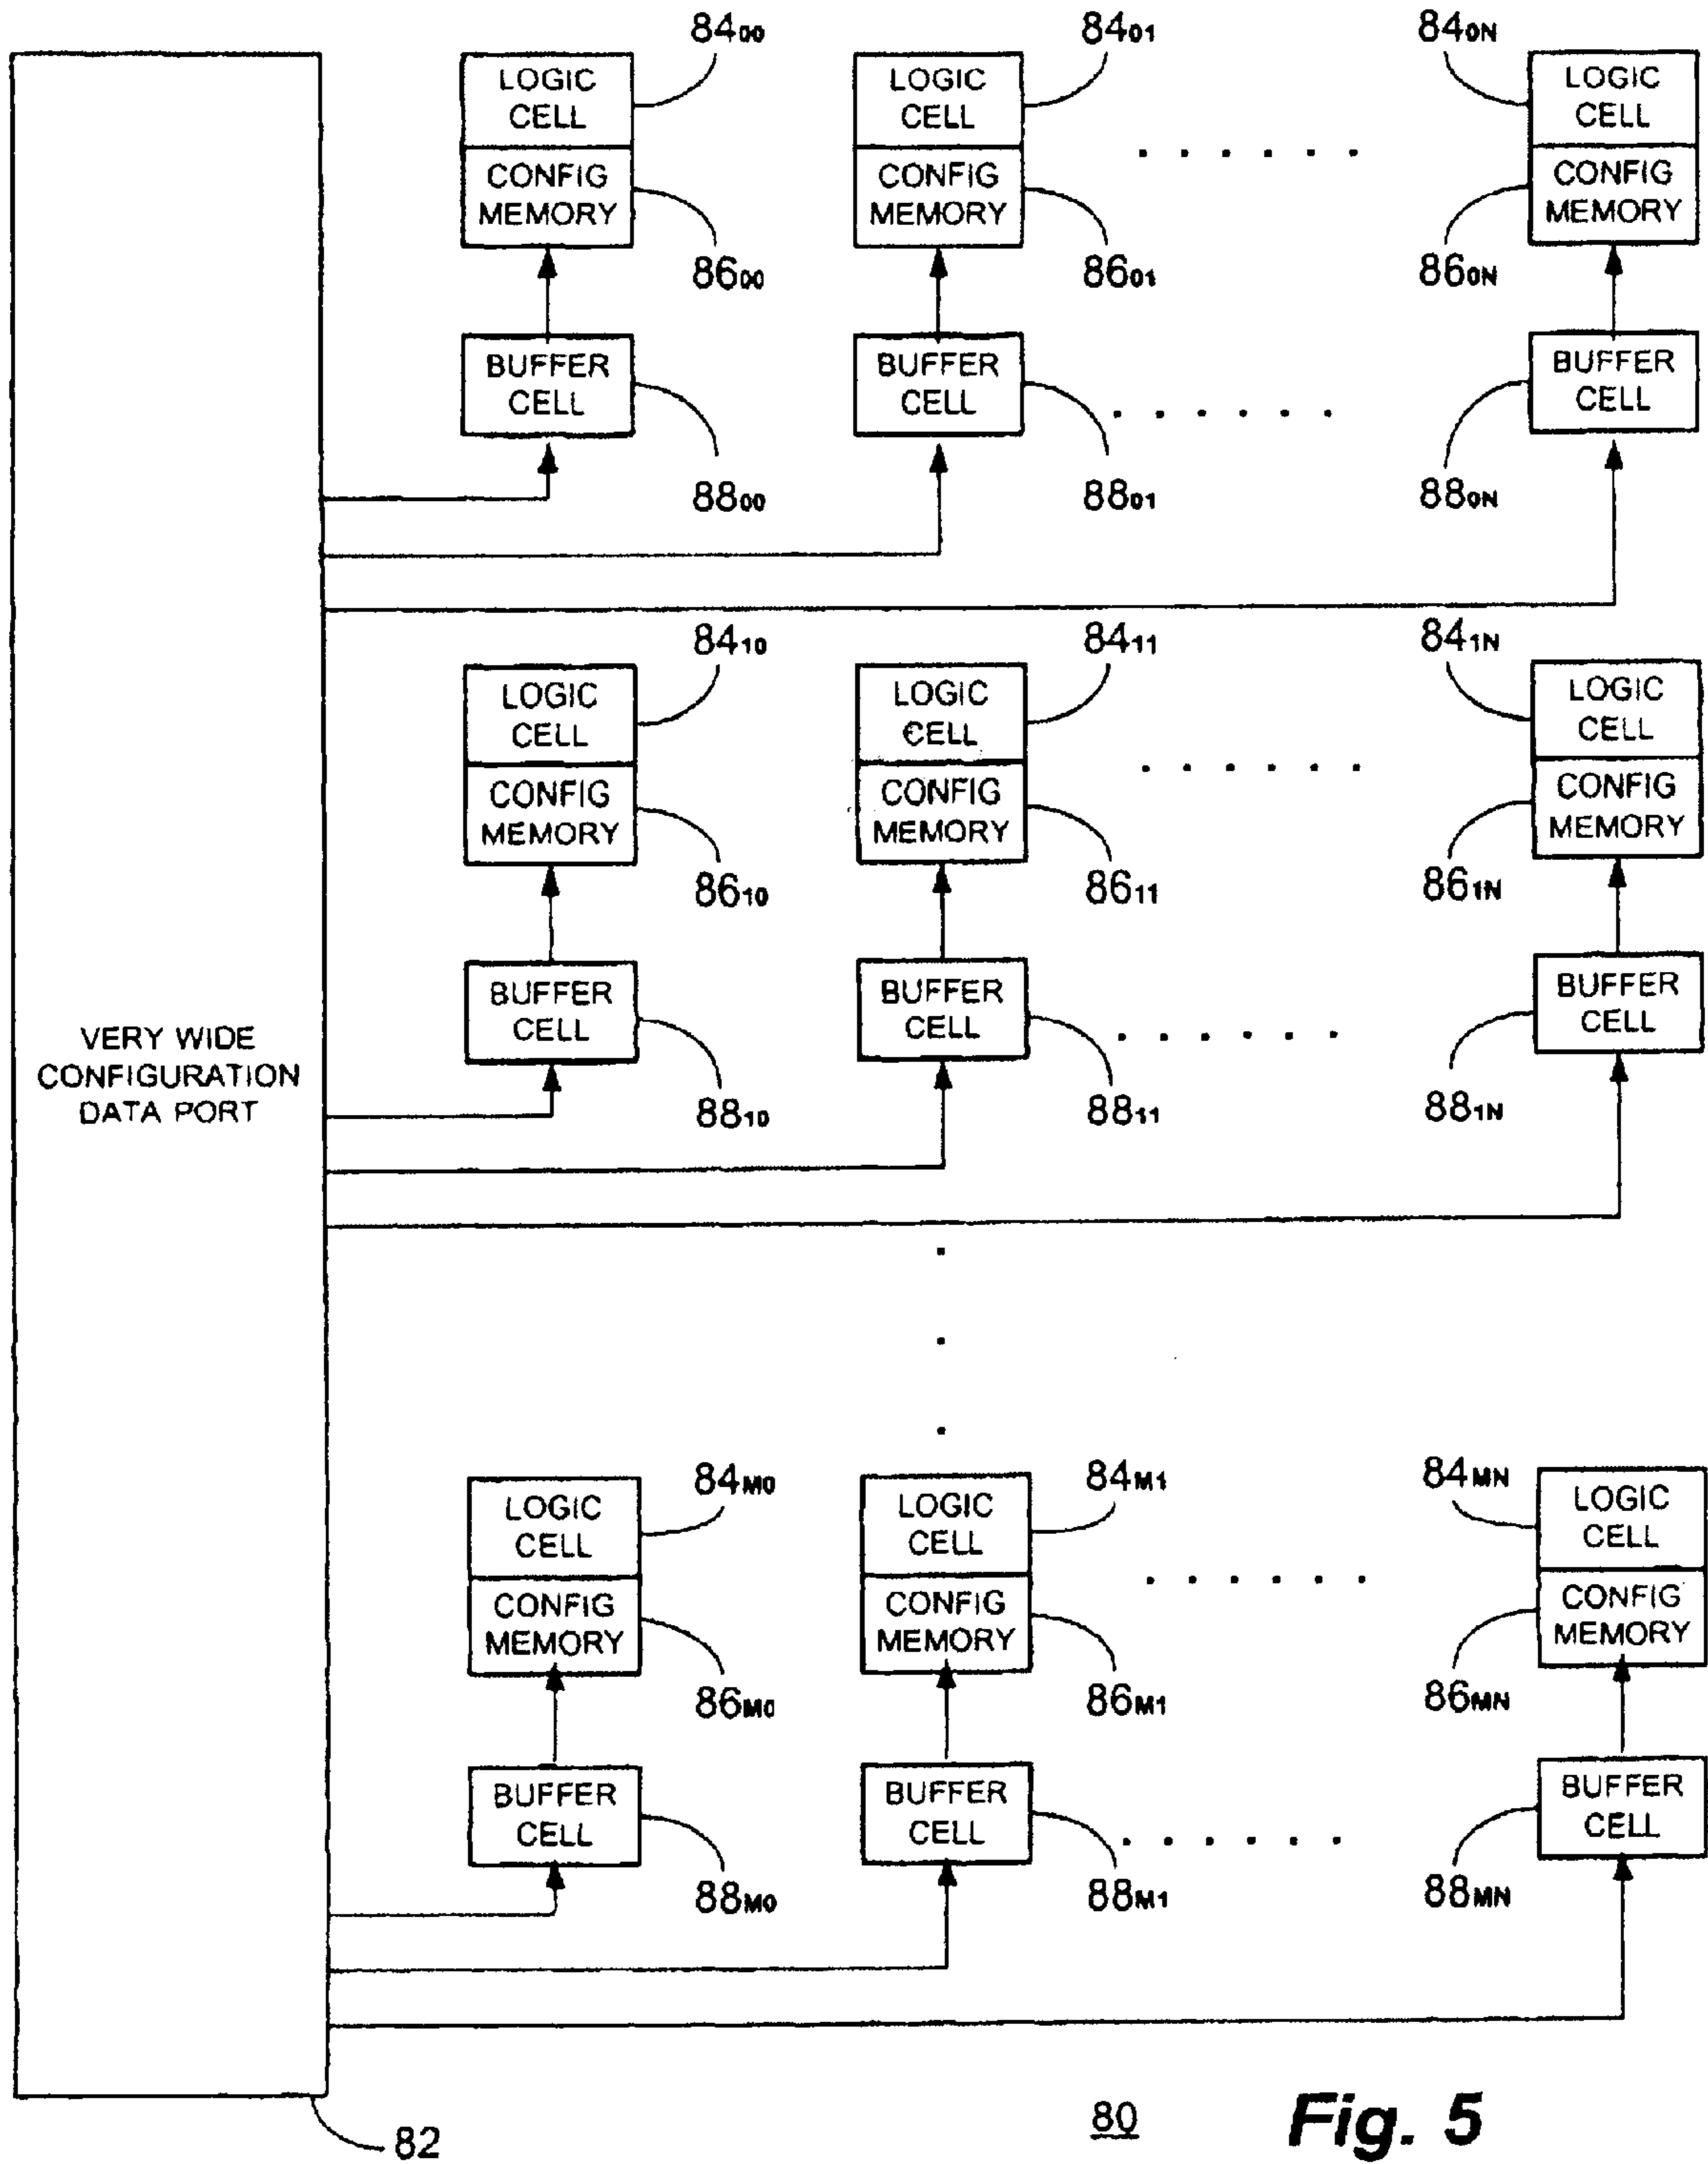 84₀₀ 84₀₁ 84₀N
LOGIC CELL LOGIC CELL LOGIC CELL
CONFIG MEMORY CONFIG MEMORY CONFIG MEMORY
86₀₀ 86₀₁ 86₀N
BUFFER CELL BUFFER CELL BUFFER CELL
88₀₀ 88₀₁ 88₀N
84₁₀ 84₁₁ 84₁N
LOGIC CELL LOGIC CELL LOGIC CELL
CONFIG MEMORY CONFIG MEMORY CONFIG MEMORY
86₁₀ 86₁₁ 86₁N
BUFFER CELL BUFFER CELL BUFFER CELL
88₁₀ 88₁₁ 88₁N
VERY WIDE
CONFIGURATION
DATA PORT
84M₀ 84M₁ 84MN
LOGIC CELL LOGIC CELL LOGIC CELL
CONFIG MEMORY CONFIG MEMORY CONFIG MEMORY
86M₀ 86M₁ 86MN
BUFFER CELL BUFFER CELL BUFFER CELL
88M₀ 88M₁ 88MN
82
80
Fig. 5